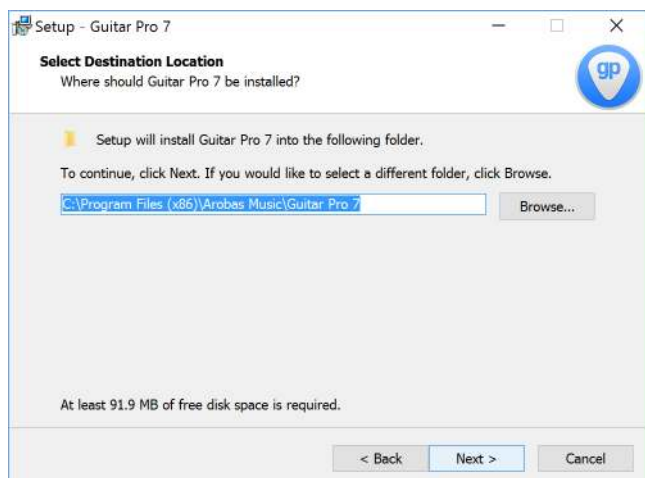 Setup - Guitar Pro 7
Select Destination Location
Where should Guitar Pro 7 be installed?
gp
Setup will install Guitar Pro 7 into the following folder.
To continue, click Next. If you would like to select a different folder, click Browse.
C:\Program Files (x86)\Arobas Music\Guitar Pro 7
Browse...
At least 91.9 MB of free disk space is required.
< Back
Next >
Cancel